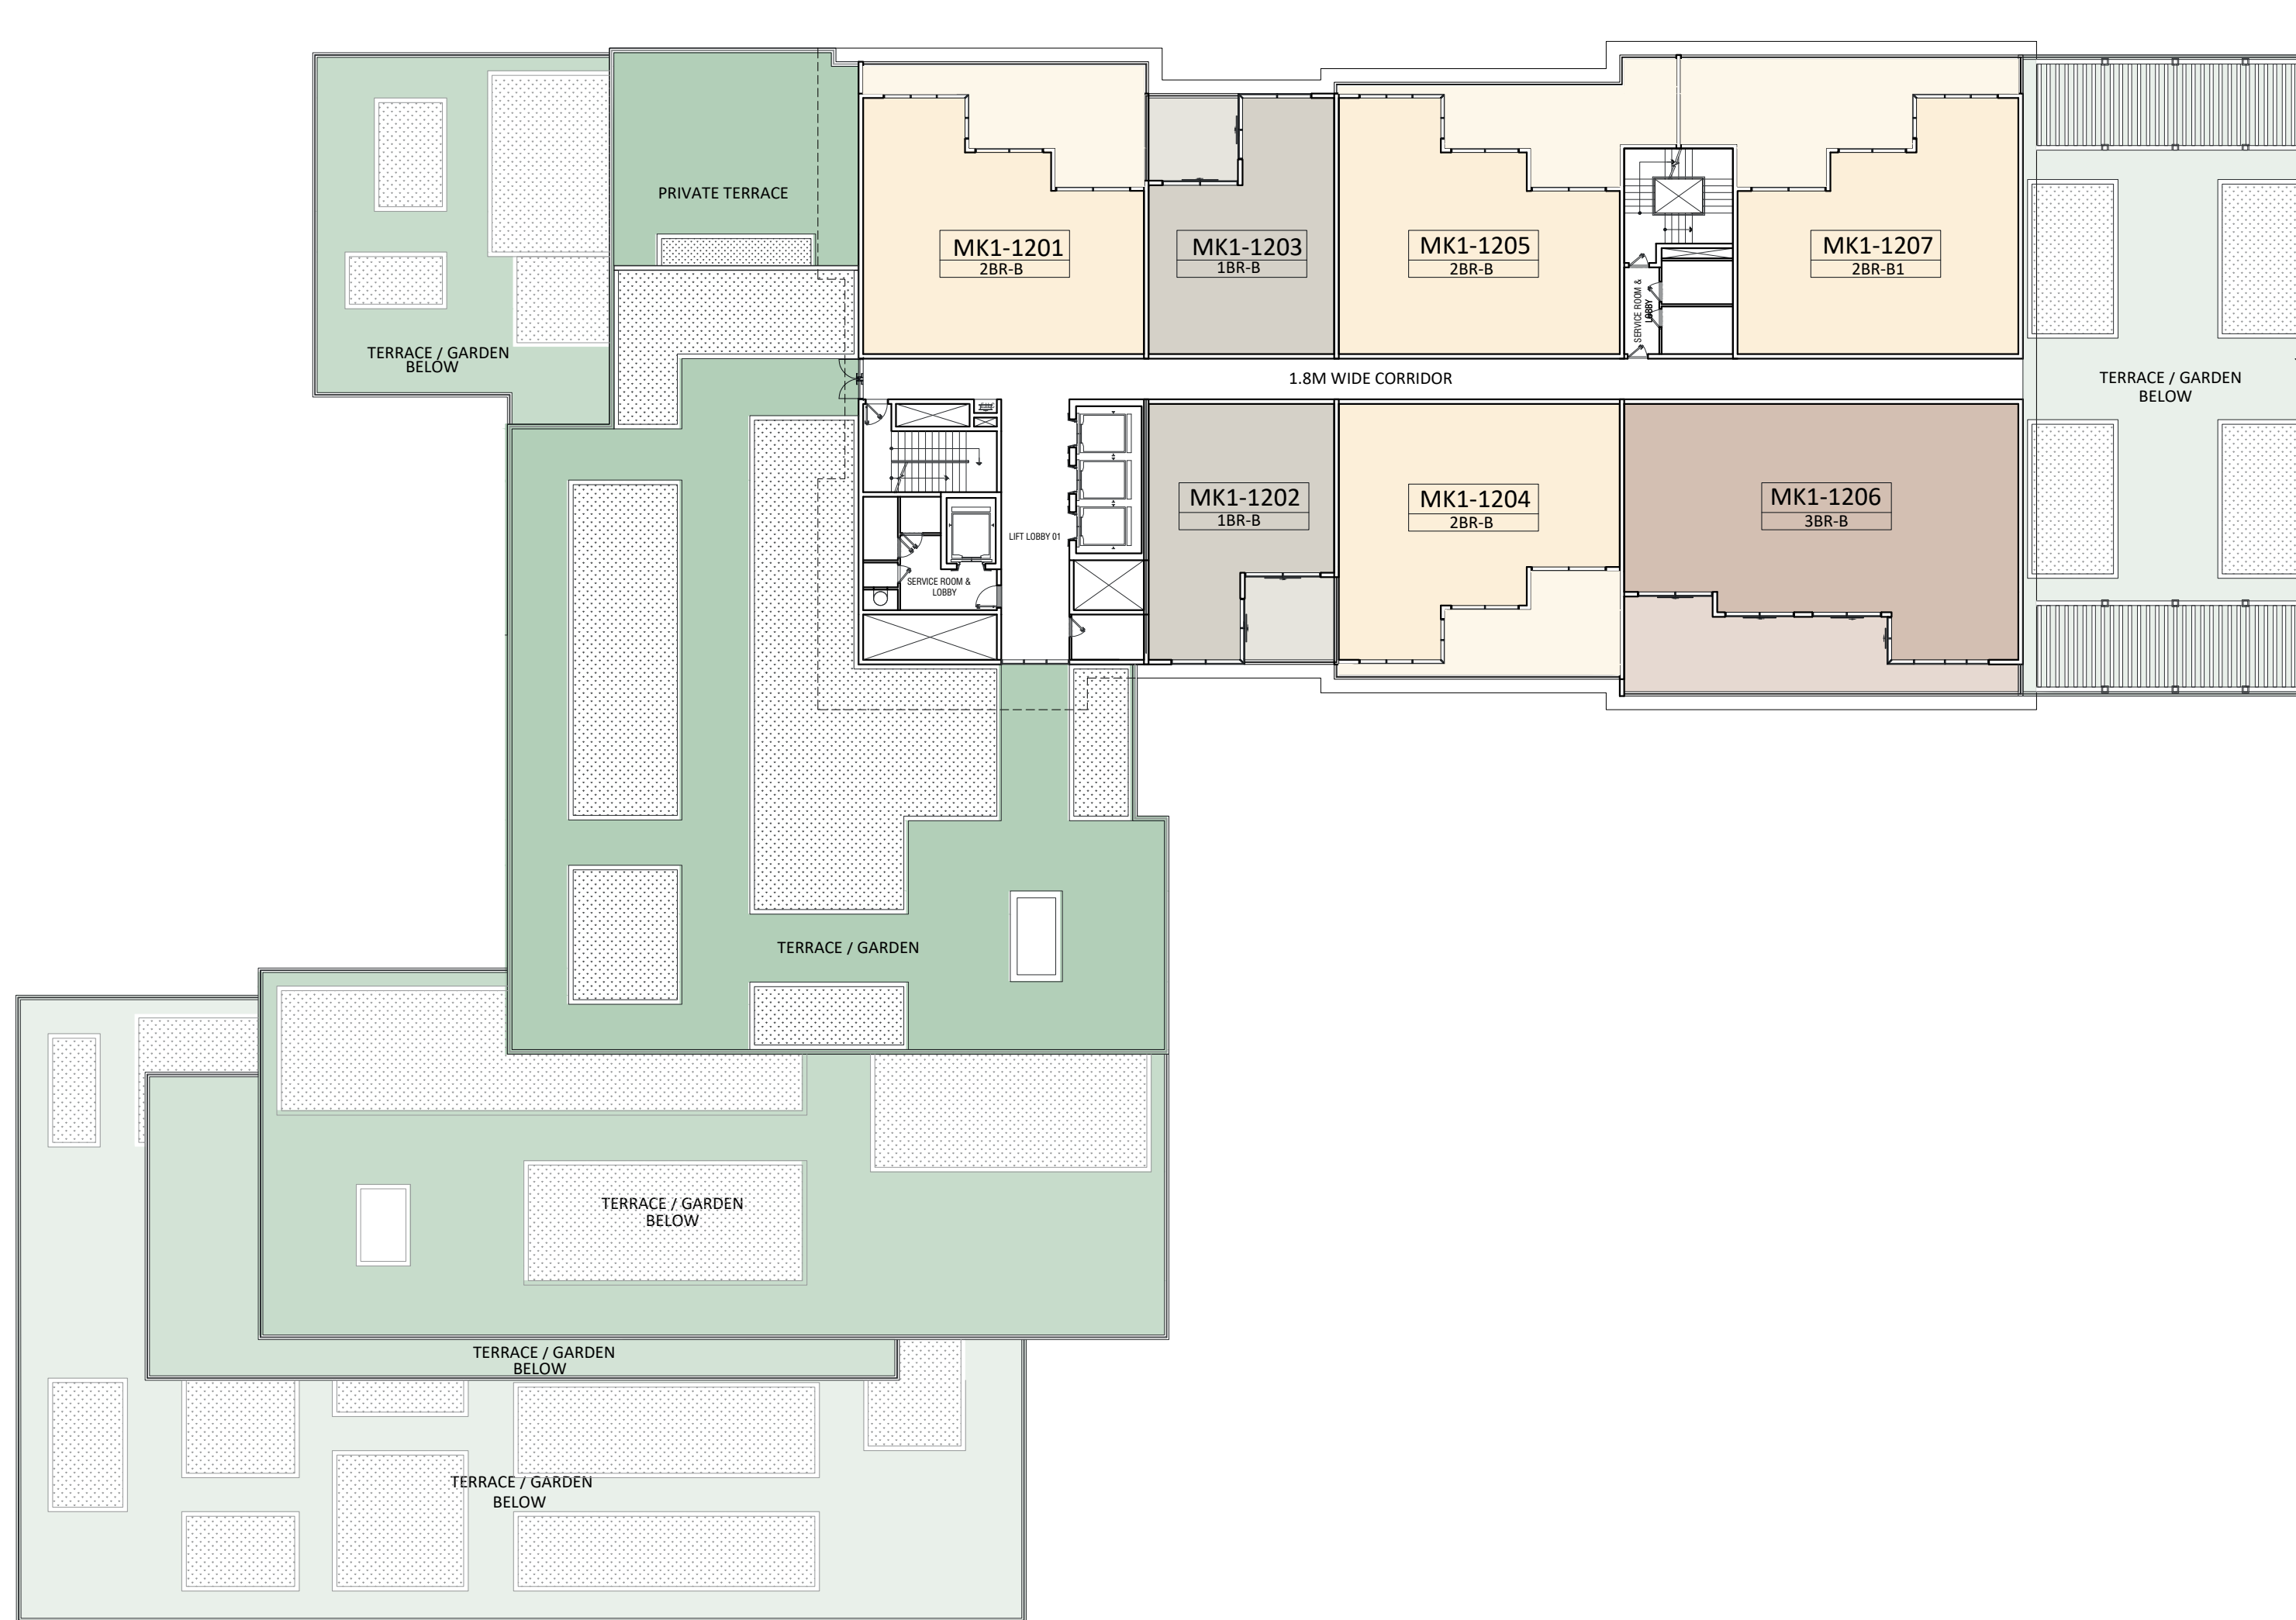 PRIVATE TERRACE
MK1-1201
2BR-B
MK1-1203
1BR-B
MK1-1205
2BR-B
MK1-1207
2BR-B1
SERVICE ROOM &
LOBBY
TERRACE / GARDEN
BELOW
1.8M WIDE CORRIDOR
TERRACE / GARDEN
BELOW
MK1-1202
1BR-B
MK1-1204
2BR-B
MK1-1206
3BR-B
LIFT LOBBY 01
SERVICE ROOM &
LOBBY
TERRACE / GARDEN
TERRACE / GARDEN
BELOW
TERRACE / GARDEN
BELOW
TERRACE / GARDEN
BELOW